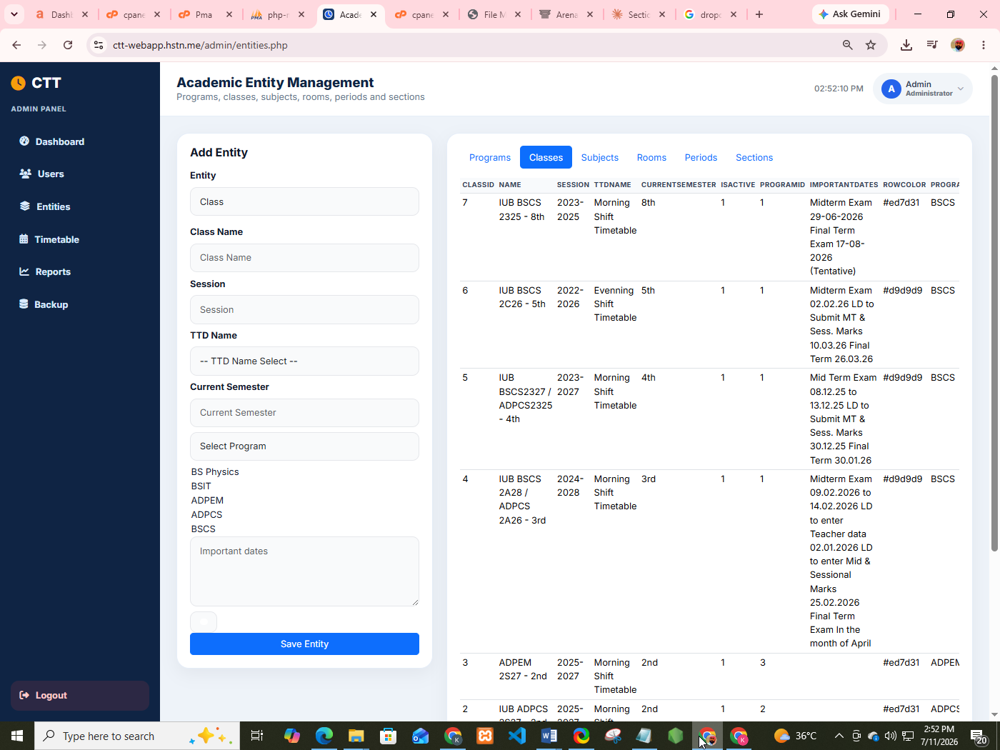 Dashb
cpane
Pma
php-r
Acade
cpane
File M
Arena
Sectic
dropc
Ask Gemini
ctt-webapp.hstn.me/admin/entities.php
CTT
ADMIN PANEL
Dashboard
Users
Entities
Timetable
Reports
Backup
Logout
Academic Entity Management
Programs, classes, subjects, rooms, periods and sections
02:52:10 PM
A
Admin
Administrator
Add Entity
Entity
Class
Class Name
Class Name
Session
Session
TTD Name
-- TTD Name Select --
Current Semester
Current Semester
Select Program
BS Physics
BSIT
ADPEM
ADPCS
BSCS
Important dates
Save Entity
Programs Classes Subjects Rooms Periods Sections
CLASSID NAME SESSION TTDNAME CURRENTSEMESTER ISACTIVE PROGRAMID IMPORTANTDATES ROWCOLOR PROGRA
7 IUB BSCS 2023- Morning 8th 1 1 Midterm Exam #ed7d31 BSCS
2325 - 8th 2025 Shift 29-06-2026
Timetable Final Term
Exam 17-08-
2026
(Tentative)
6 IUB BSCS 2022- Evenning 5th 1 1 Midterm Exam #d9d9d9 BSCS
2C26 - 5th 2026 Shift 02.02.26 LD to
Timetable Submit MT &
Sess. Marks
10.03.26 Final
Term 26.03.26
5 IUB 2023- Morning 4th 1 1 Mid Term Exam #d9d9d9 BSCS
BSCS2327 / 2027 Shift 08.12.25 to
ADPCS2325 Timetable 13.12.25 LD to
- 4th Submit MT &
Sess. Marks
30.12.25 Final
Term 30.01.26
4 IUB BSCS 2024- Morning 3rd 1 1 Midterm Exam #d9d9d9 BSCS
2A28 / 2028 Shift 09.02.2026 to
ADPCS Timetable 14.02.2026 LD
2A26 - 3rd to enter
Teacher data
02.01.2026 LD
to enter Mid &
Sessional
Marks
25.02.2026
Final Term
Exam In the
month of April
3 ADPEM 2025- Morning 2nd 1 3 #ed7d31 ADPEM
2S27 - 2nd 2027 Shift
Timetable
2 IUB ADPCS 2025- Morning 2nd 1 2 #ed7d31 ADPCS
Type here to search
36°C
2:52 PM
7/11/2026
20